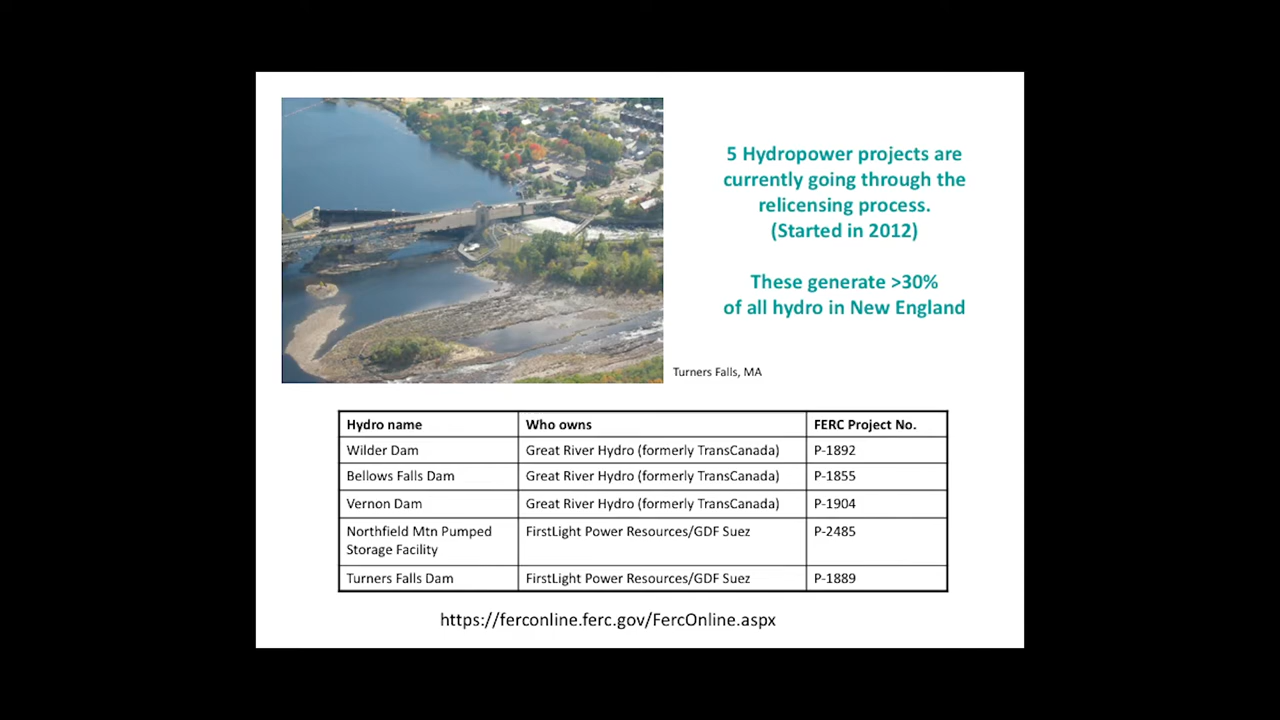 5 Hydropower projects are
currently going through the
relicensing process.
(Started in 2012)
These generate >30%
of all hydro in New England
Turners Falls, MA
Hydro name Who owns FERC Project No.
Wilder Dam Great River Hydro (formerly TransCanada) P-1892
Bellows Falls Dam Great River Hydro (formerly TransCanada) P-1855
Vernon Dam Great River Hydro (formerly TransCanada) P-1904
Northfield Mtn Pumped FirstLight Power Resources/GDF Suez P-2485
Storage Facility
Turners Falls Dam FirstLight Power Resources/GDF Suez P-1889
https://ferconline.ferc.gov/FercOnline.aspx